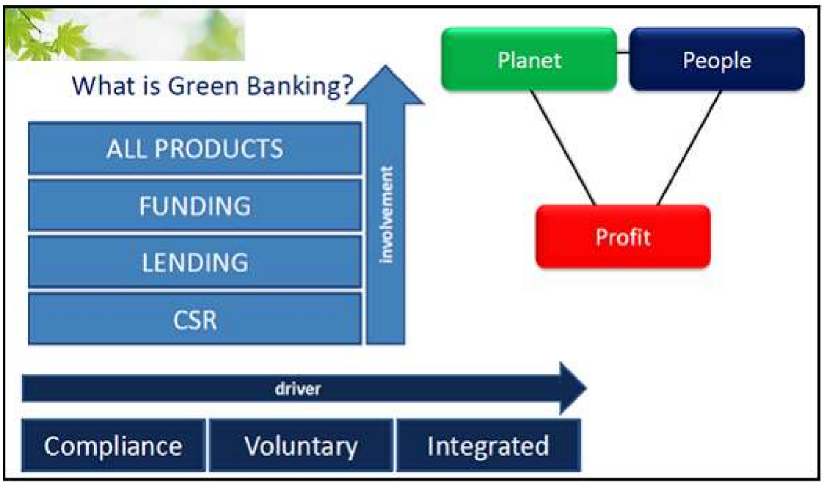 What is Green Banking?
ALL PRODUCTS
FUNDING
LENDING
CSR
involvement
driver
Compliance
Voluntary
Integrated
Planet
People
Profit